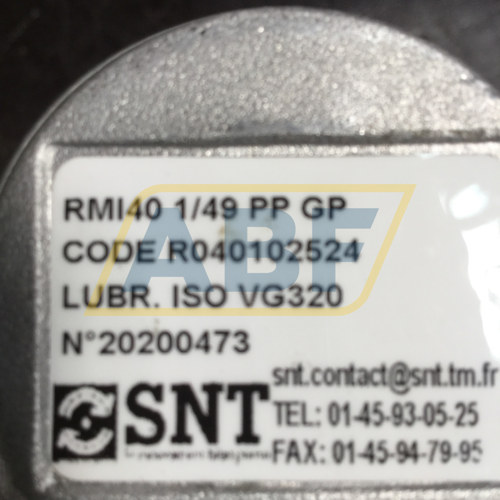 RMI40 1/49 PP GP
CODE R040102524
LUBR. ISO VG320
N°20200473
SNT
snt.contact@snt.tm.fr
TEL: 01-45-93-05-25
FAX: 01-45-94-79-95
ABF